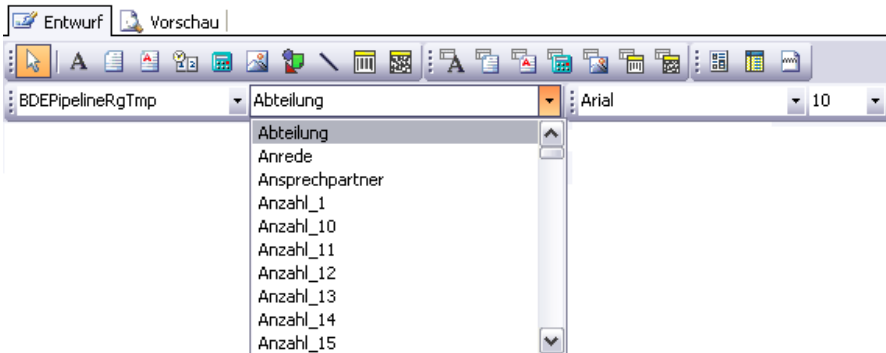 Entwurf Vorschau
BDEPipelineRgTmp Abteilung Arial 10
Abteilung
Anrede
Ansprechpartner
Anzahl_1
Anzahl_10
Anzahl_11
Anzahl_12
Anzahl_13
Anzahl_14
Anzahl_15